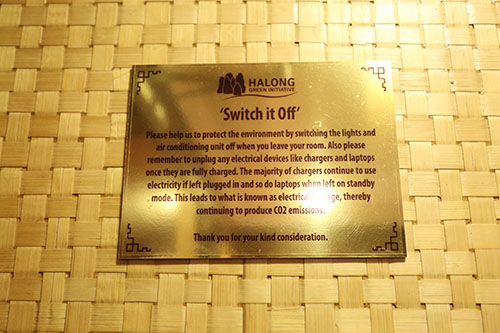 HALONG
GREEN INITIATIVE
'Switch it Off'
Please help us to protect the environment by switching the lights and
air conditioning unit off when you leave your room. Also please
remember to unplug any electrical devices like chargers and laptops
once they are fully charged. The majority of chargers continue to use
electricity if left plugged in and so do laptops when left on standby
mode. This leads to what is known as electrical, thereby
continuing to produce CO2 emissions.
Thank you for your kind consideration.